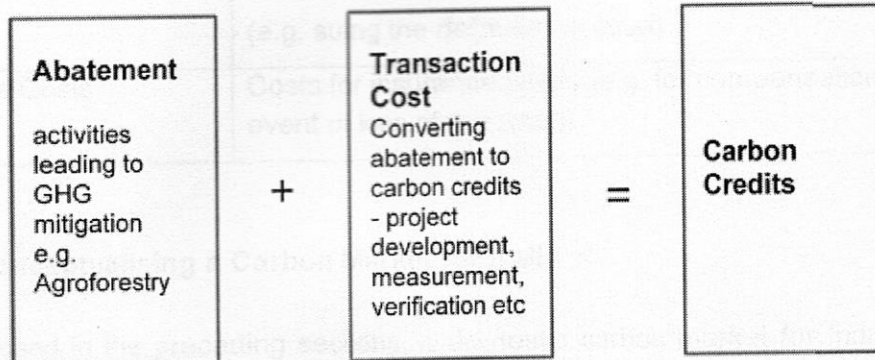 Abatement
activities
leading to
GHG
mitigation
e.g.
Agroforestry
+
Transaction
Cost
Converting
abatement to
carbon credits
- project
development,
measurement,
verification etc
=
Carbon
Credits